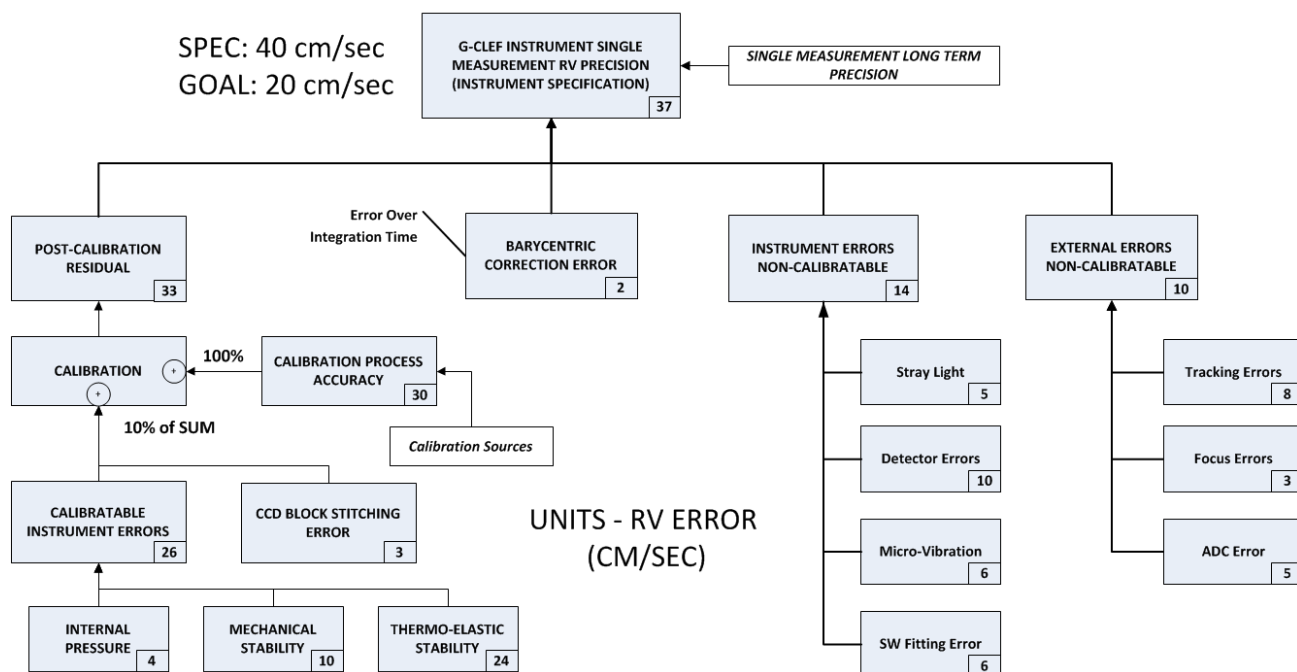 SPEC: 40 cm/sec
GOAL: 20 cm/sec
G-CLEF INSTRUMENT SINGLE
MEASUREMENT RV PRECISION
(INSTRUMENT SPECIFICATION)
37
SINGLE MEASUREMENT LONG TERM
PRECISION
POST-CALIBRATION
RESIDUAL
33
Error Over
Integration Time
BARYCENTRIC
CORRECTION ERROR
2
INSTRUMENT ERRORS
NON-CALIBRATABLE
14
EXTERNAL ERRORS
NON-CALIBRATABLE
10
CALIBRATION
+
+
100%
CALIBRATION PROCESS
ACCURACY
30
10% of SUM
Calibration Sources
CALIBRATABLE
INSTRUMENT ERRORS
26
CCD BLOCK STITCHING
ERROR
3
INTERNAL
PRESSURE
4
MECHANICAL
STABILITY
10
THERMO-ELASTIC
STABILITY
24
UNITS - RV ERROR
(CM/SEC)
Stray Light
5
Detector Errors
10
Micro-Vibration
6
SW Fitting Error
6
Tracking Errors
8
Focus Errors
3
ADC Error
5